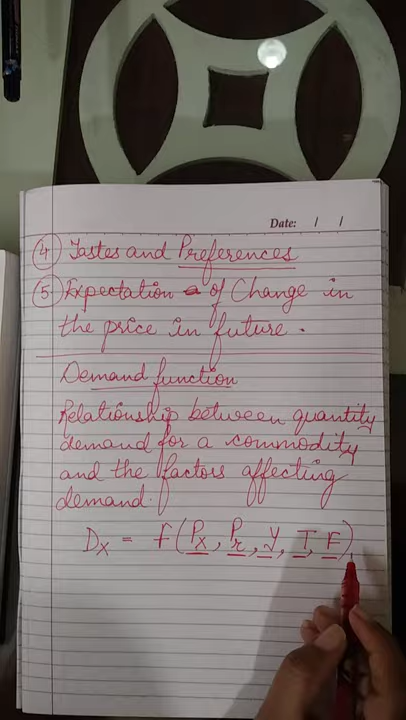 Date: / /
④ Tastes and Preferences
⑤ Expectation of Change in
the price in future.
Demand function
Relationship between quantity
demand for a commodity
and the factors affecting
demand.
Dx = f(Px, Pr, Y, T, F)